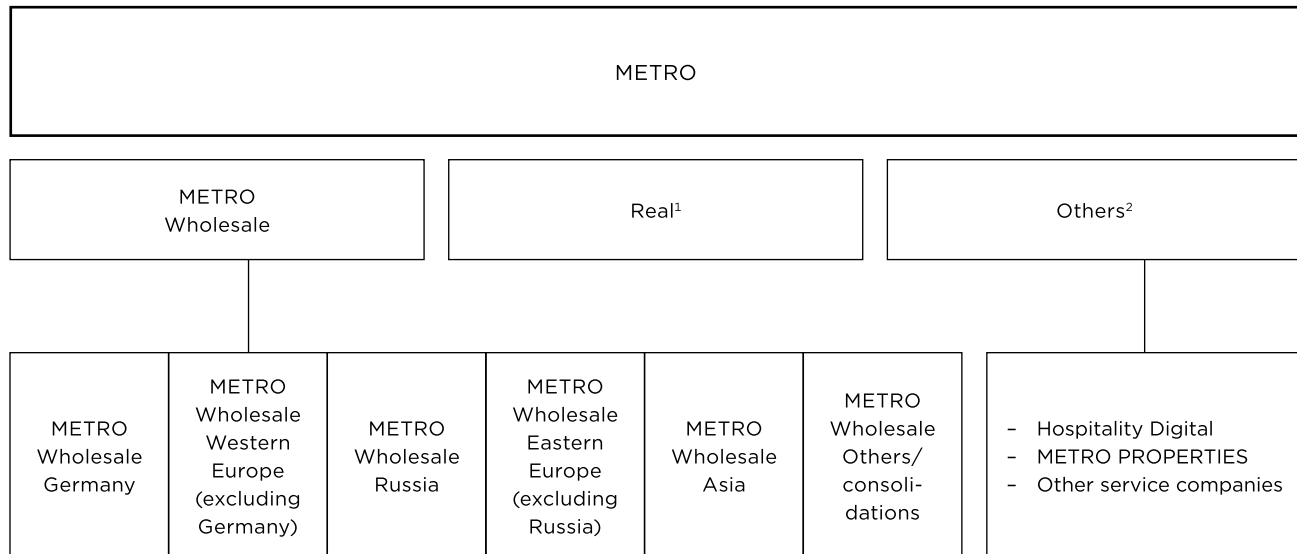 METRO
METRO
Wholesale
Real¹
Others²
METRO
Wholesale
Germany
METRO
Wholesale
Western
Europe
(excluding
Germany)
METRO
Wholesale
Russia
METRO
Wholesale
Eastern
Europe
(excluding
Russia)
METRO
Wholesale
Asia
METRO
Wholesale
Others/
consoli-
dations
– Hospitality Digital
– METRO PROPERTIES
– Other service companies